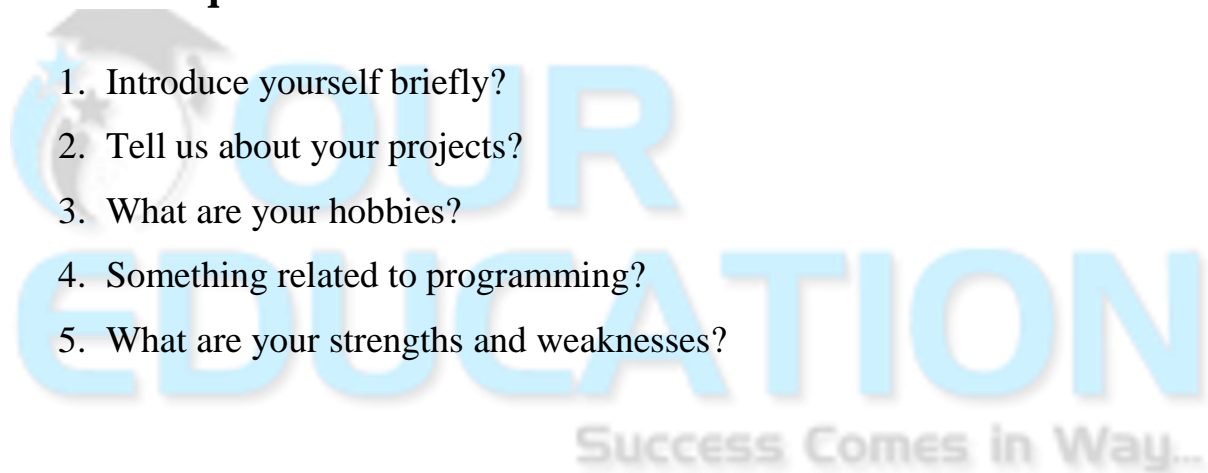 1. Introduce yourself briefly?
2. Tell us about your projects?
3. What are your hobbies?
4. Something related to programming?
5. What are your strengths and weaknesses?
OUR
EDUCATION
Success Comes in Way...